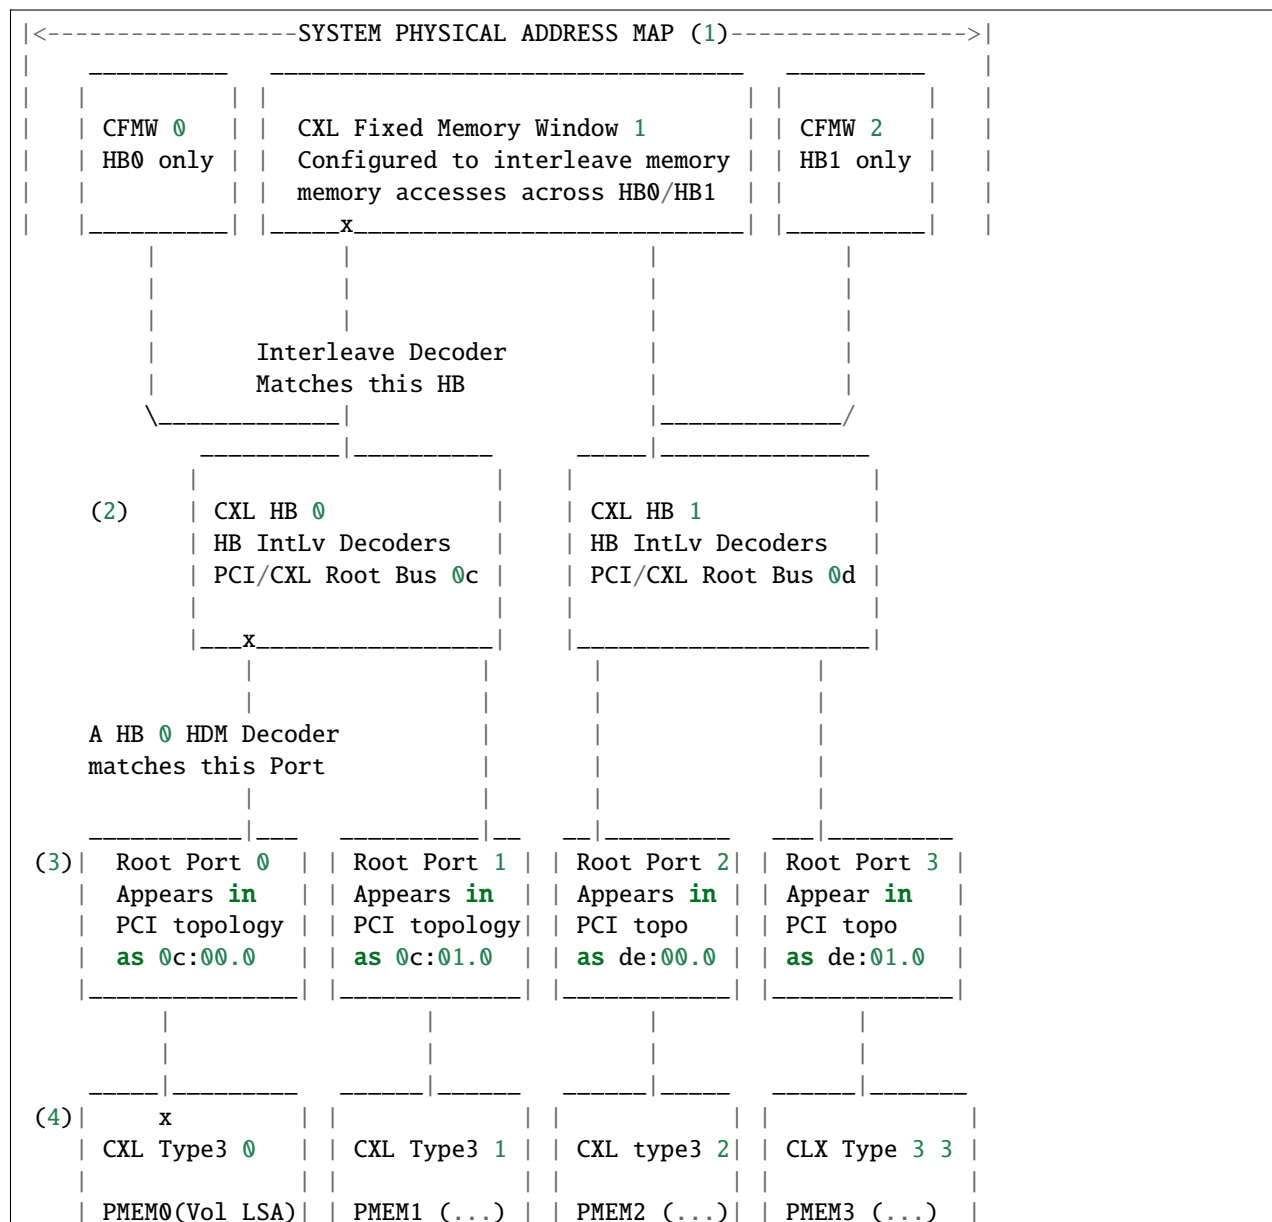 |<------------------SYSTEM PHYSICAL ADDRESS MAP (1)----------------->|
CFMW 0 CXL Fixed Memory Window 1 CFMW 2
HB0 only Configured to interleave memory HB1 only
memory accesses across HB0/HB1
x
Interleave Decoder
Matches this HB
(2) CXL HB 0 CXL HB 1
HB IntLv Decoders HB IntLv Decoders
PCI/CXL Root Bus 0c PCI/CXL Root Bus 0d
x
A HB 0 HDM Decoder
matches this Port
(3) Root Port 0 Root Port 1 Root Port 2 Root Port 3
Appears in Appears in Appears in Appear in
PCI topology PCI topology PCI topo PCI topo
as 0c:00.0 as 0c:01.0 as de:00.0 as de:01.0
(4) x
CXL Type3 0 CXL Type3 1 CXL type3 2 CLX Type 3 3
PMEM0(Vol LSA) PMEM1 (...) PMEM2 (...) PMEM3 (...)